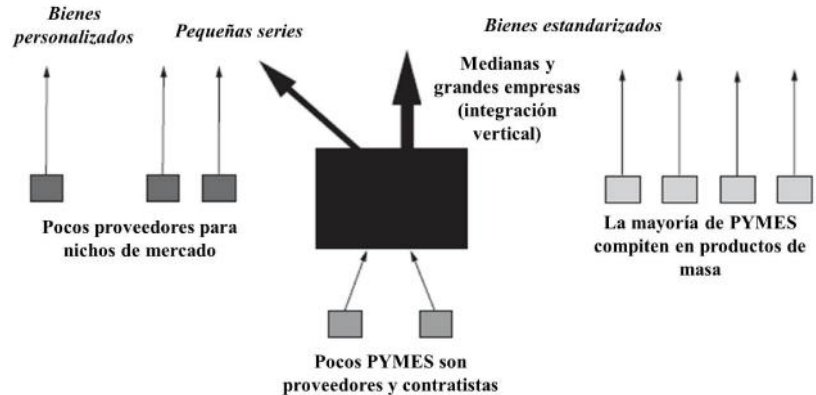 Bienes
personalizados
Pequeñas series
Bienes estandarizados
Medianas y
grandes empresas
(integración
vertical)
Pocos proveedores para
nichos de mercado
La mayoría de PYMES
compiten en productos de
masa
Pocos PYMES son
proveedores y contratistas